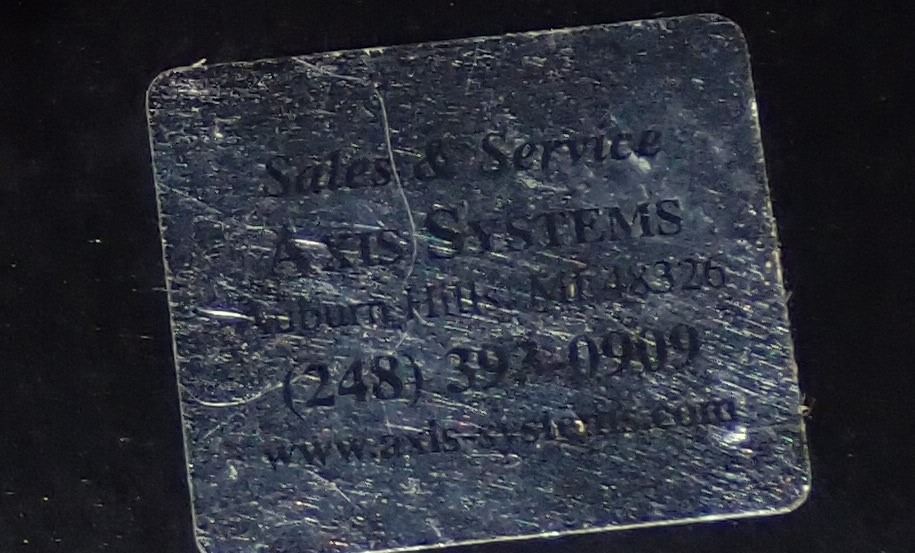 Sales & Service
AXIS SYSTEMS
Auburn Hills, MI 48326
(248) 393-0909
www.axis-systems.com